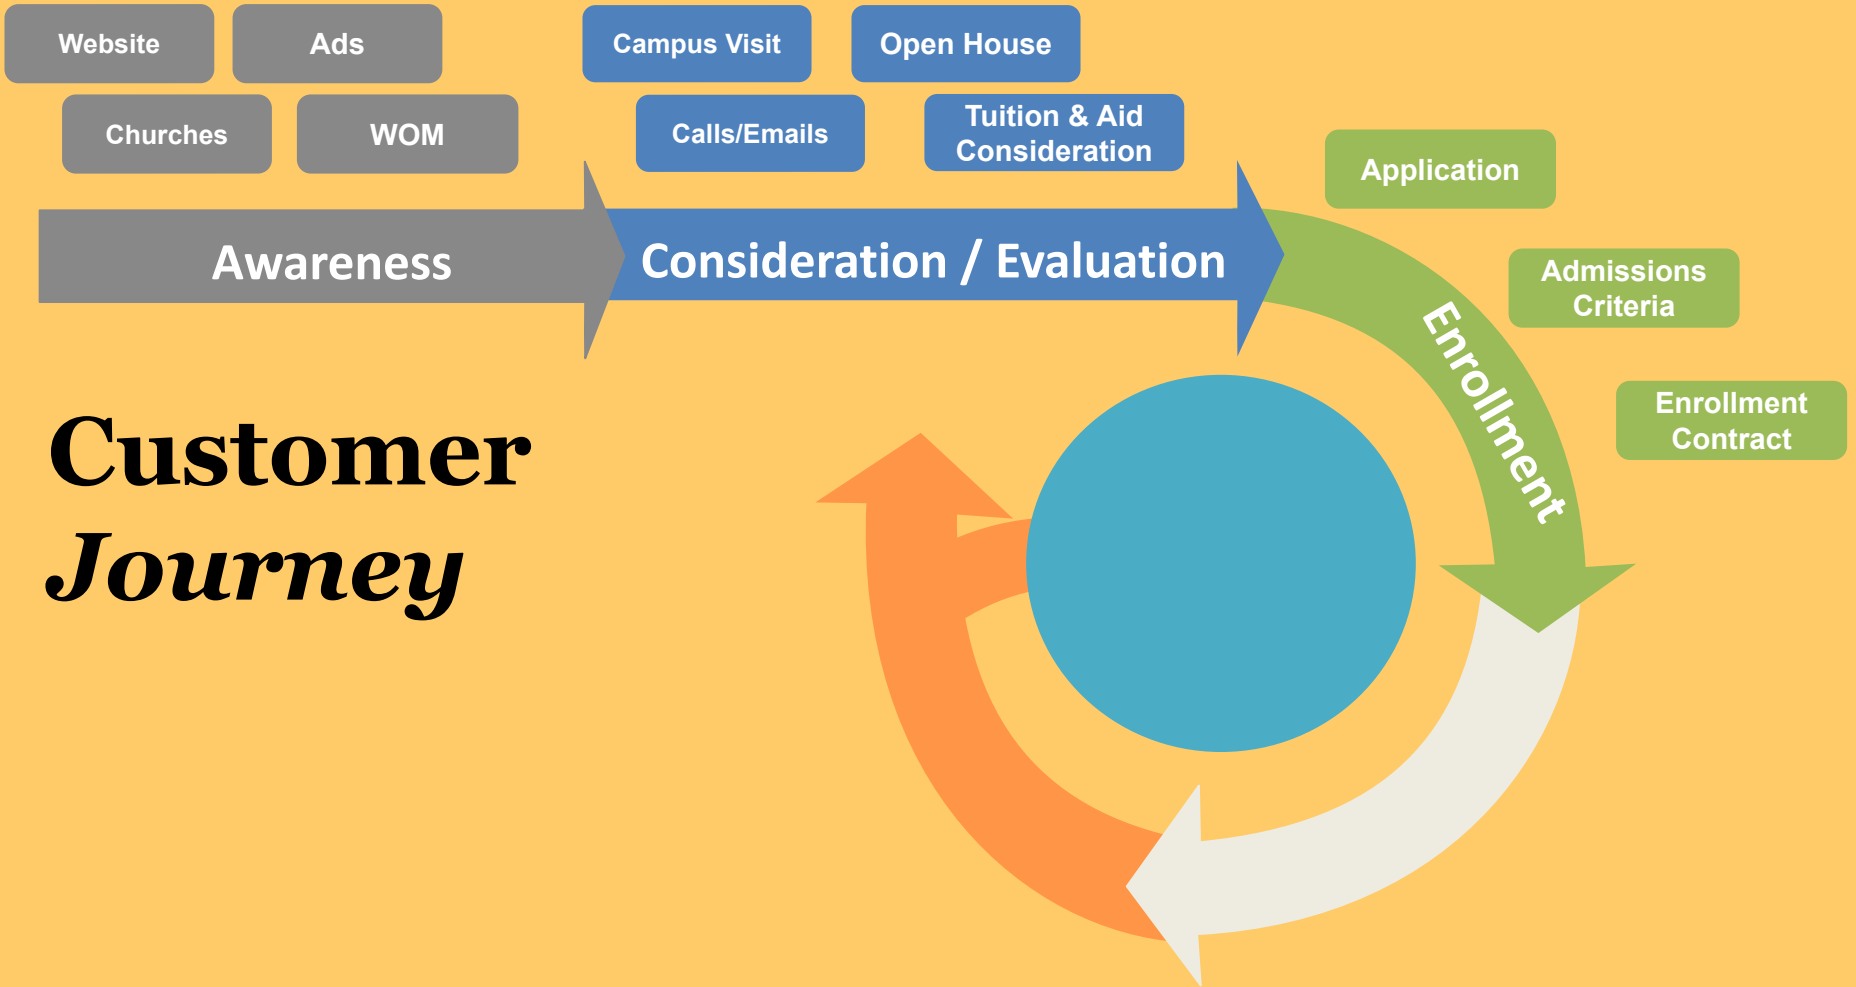 Website
Ads
Churches
WOM
Campus Visit
Open House
Calls/Emails
Tuition & Aid
Consideration
Application
Admissions
Criteria
Enrollment
Contract
Awareness
Consideration / Evaluation
Enrollment
Customer
Journey